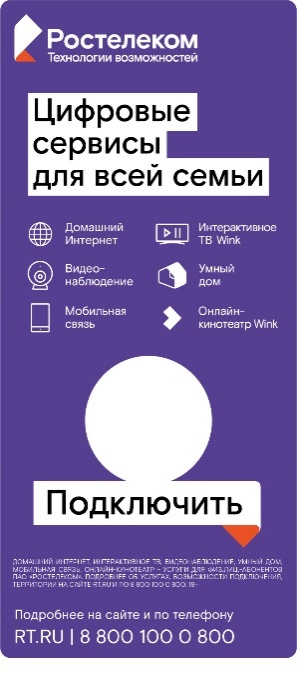 Ростелеком
Технологии возможностей
Цифровые
сервисы
для всей семьи
Домашний
Интернет
Интерактивное
ТВ Wink
Видео-
наблюдение
Умный
дом
Мобильная
связь
Онлайн-
кинотеатр Wink
Подключить
ДОМАШНИЙ ИНТЕРНЕТ, ИНТЕРАКТИВНОЕ ТВ, ВИДЕОНАБЛЮДЕНИЕ, УМНЫЙ ДОМ,
МОБИЛЬНАЯ СВЯЗЬ, ОНЛАЙН-КИНОТЕАТР – УСЛУГИ ДЛЯ ФИЗ.ЛИЦ-АБОНЕНТОВ
ПАО «РОСТЕЛЕКОМ». ПОДРОБНЕЕ ОБ УСЛУГАХ, ВОЗМОЖНОСТИ ПОДКЛЮЧЕНИЯ,
ТЕРРИТОРИИ НА САЙТЕ RT.RU И ПО 8 800 100 0 800. 18+
Подробнее на сайте и по телефону
RT.RU | 8 800 100 0 800